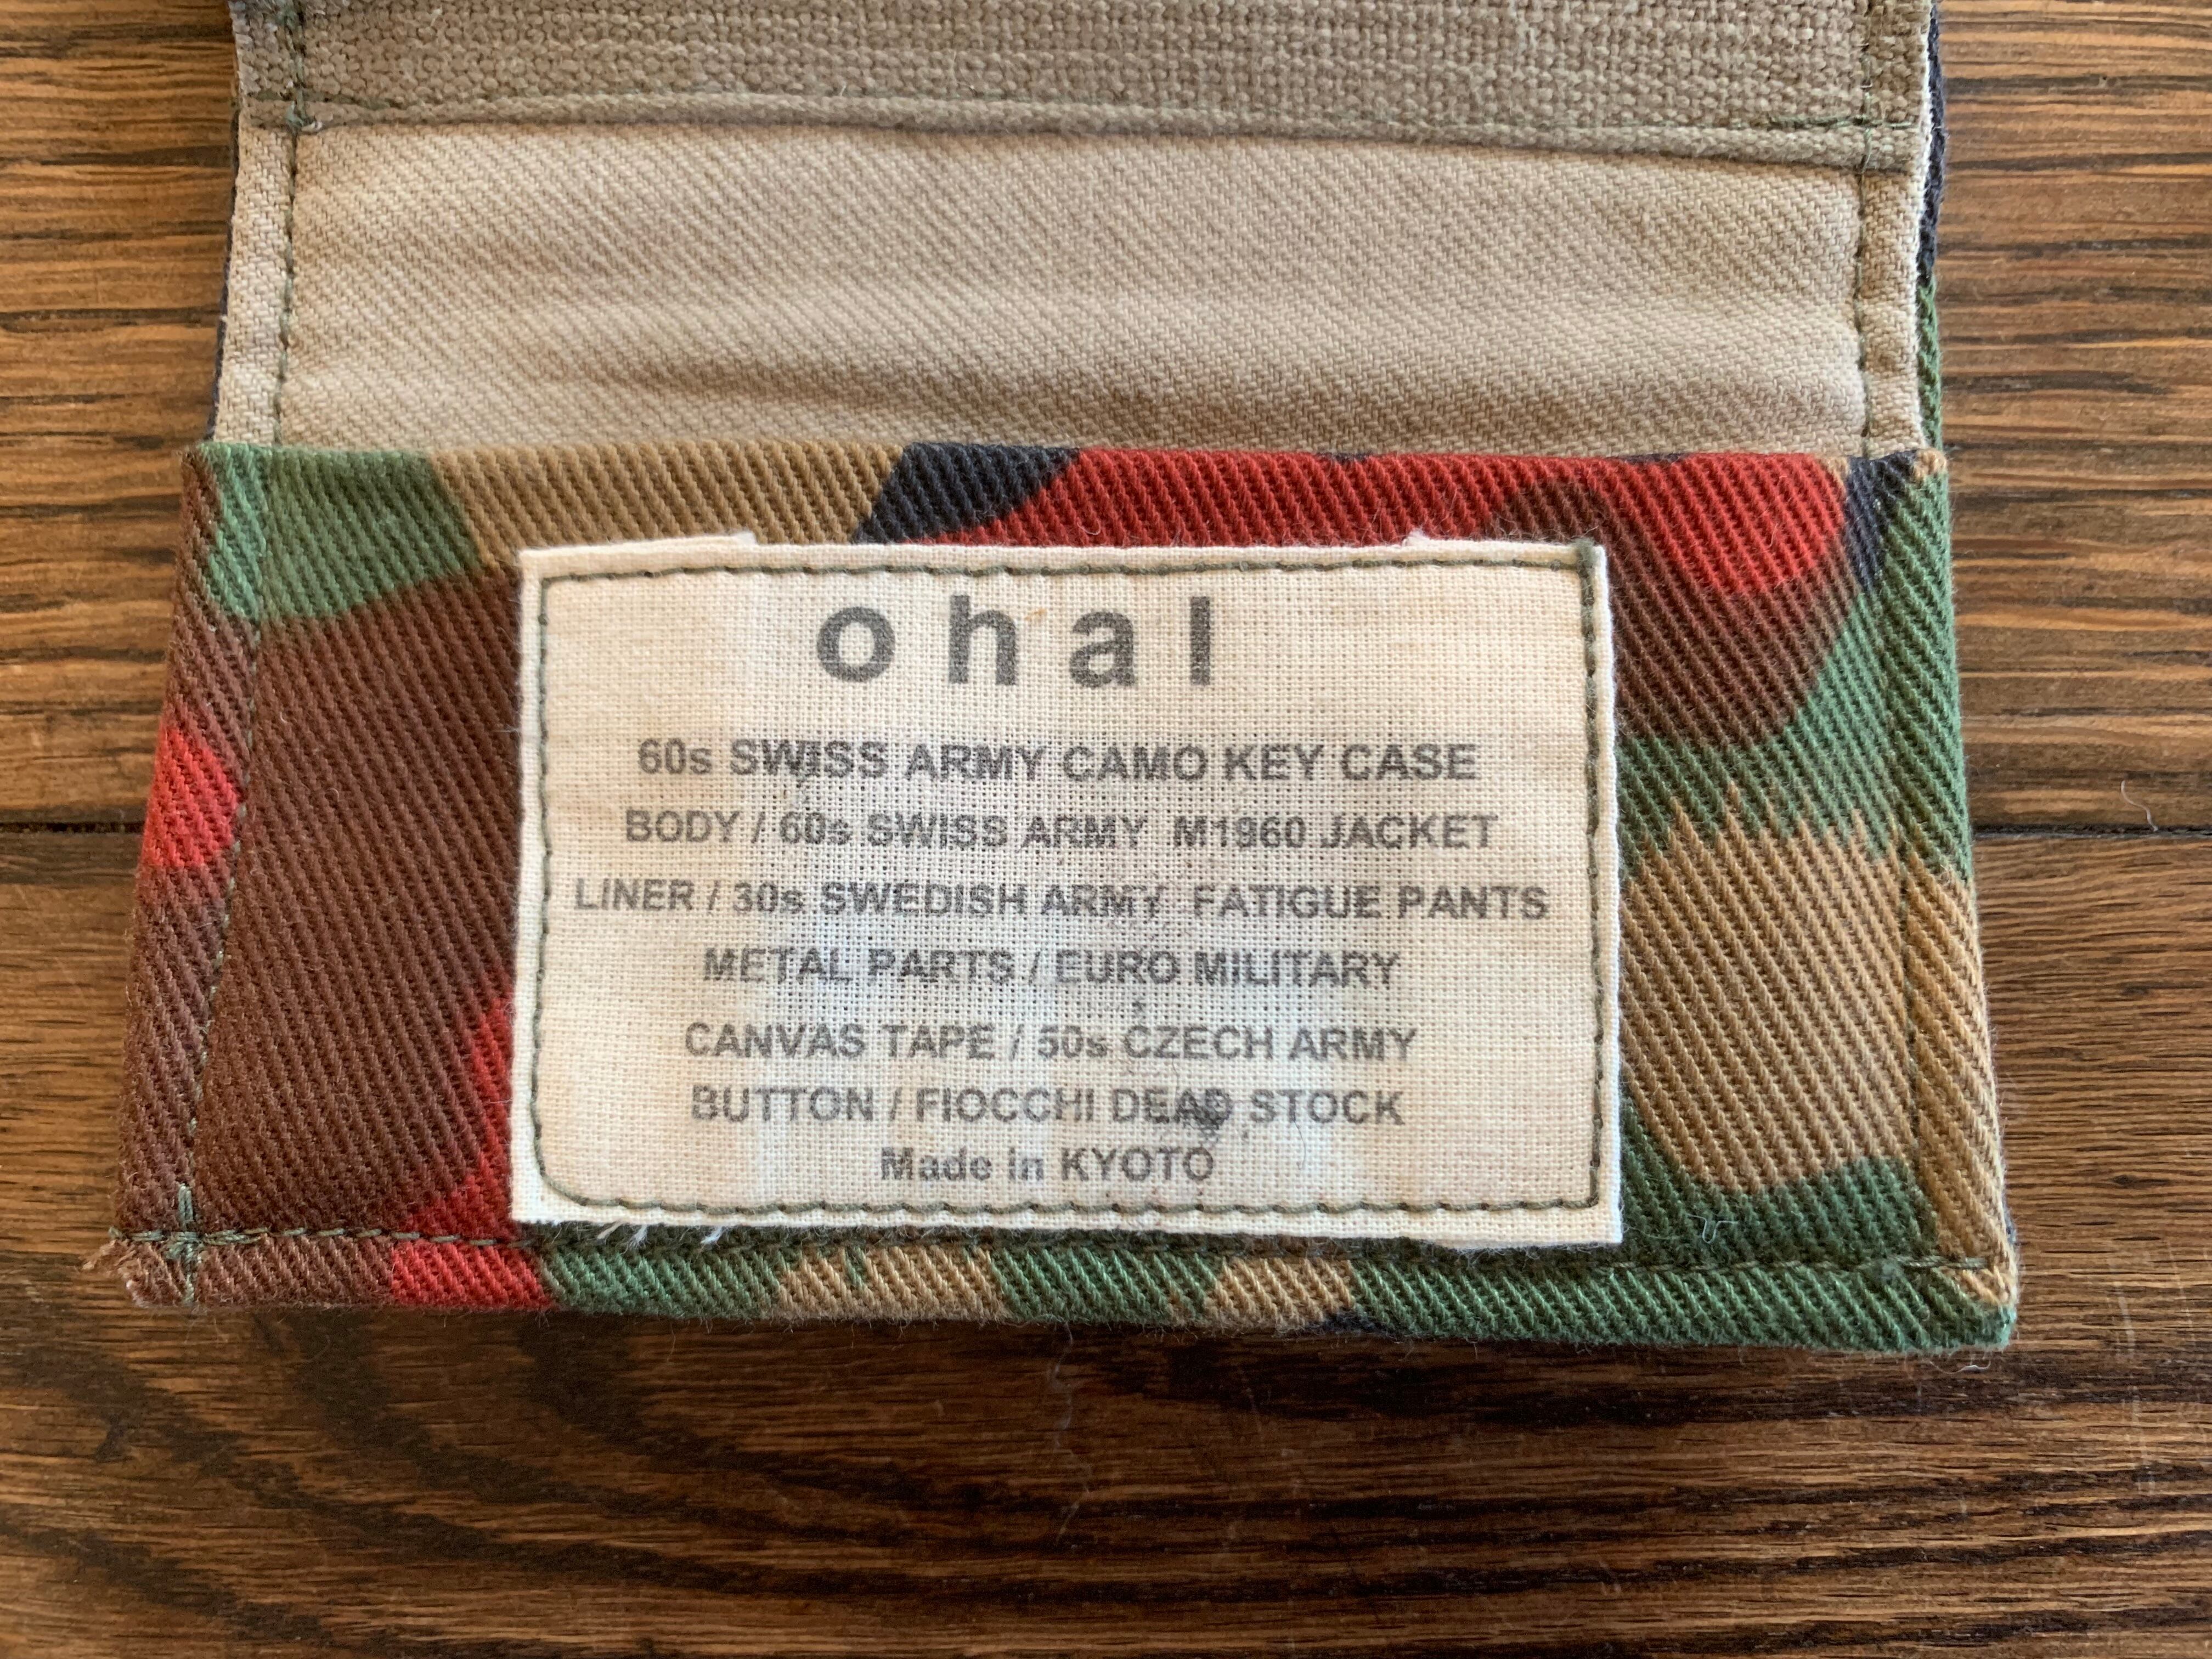 ohal
60s SWISS ARMY CAMO KEY CASE
BODY / 60s SWISS ARMY M1960 JACKET
LINER / 30s SWEDISH ARMY FATIGUE PANTS
METAL PARTS / EURO MILITARY
CANVAS TAPE / 50s CZECH ARMY
BUTTON / FIOCCHI DEAD STOCK
Made in KYOTO